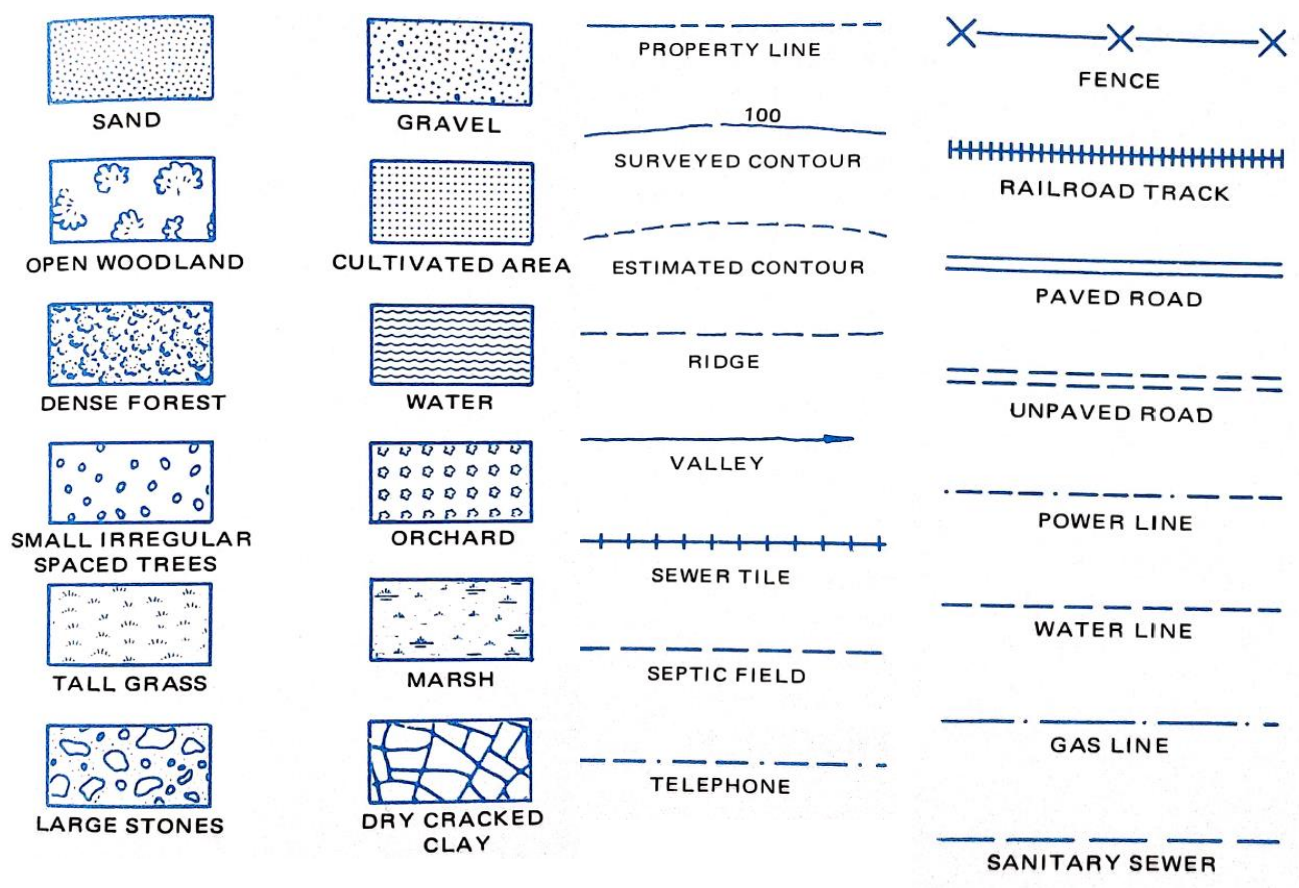 SAND
OPEN WOODLAND
DENSE FOREST
SMALL IRREGULAR
SPACED TREES
TALL GRASS
LARGE STONES
GRAVEL
CULTIVATED AREA
WATER
ORCHARD
MARSH
DRY CRACKED
CLAY
PROPERTY LINE
100
SURVEYED CONTOUR
ESTIMATED CONTOUR
RIDGE
VALLEY
SEWER TILE
SEPTIC FIELD
TELEPHONE
FENCE
RAILROAD TRACK
PAVED ROAD
UNPAVED ROAD
POWER LINE
WATER LINE
GAS LINE
SANITARY SEWER